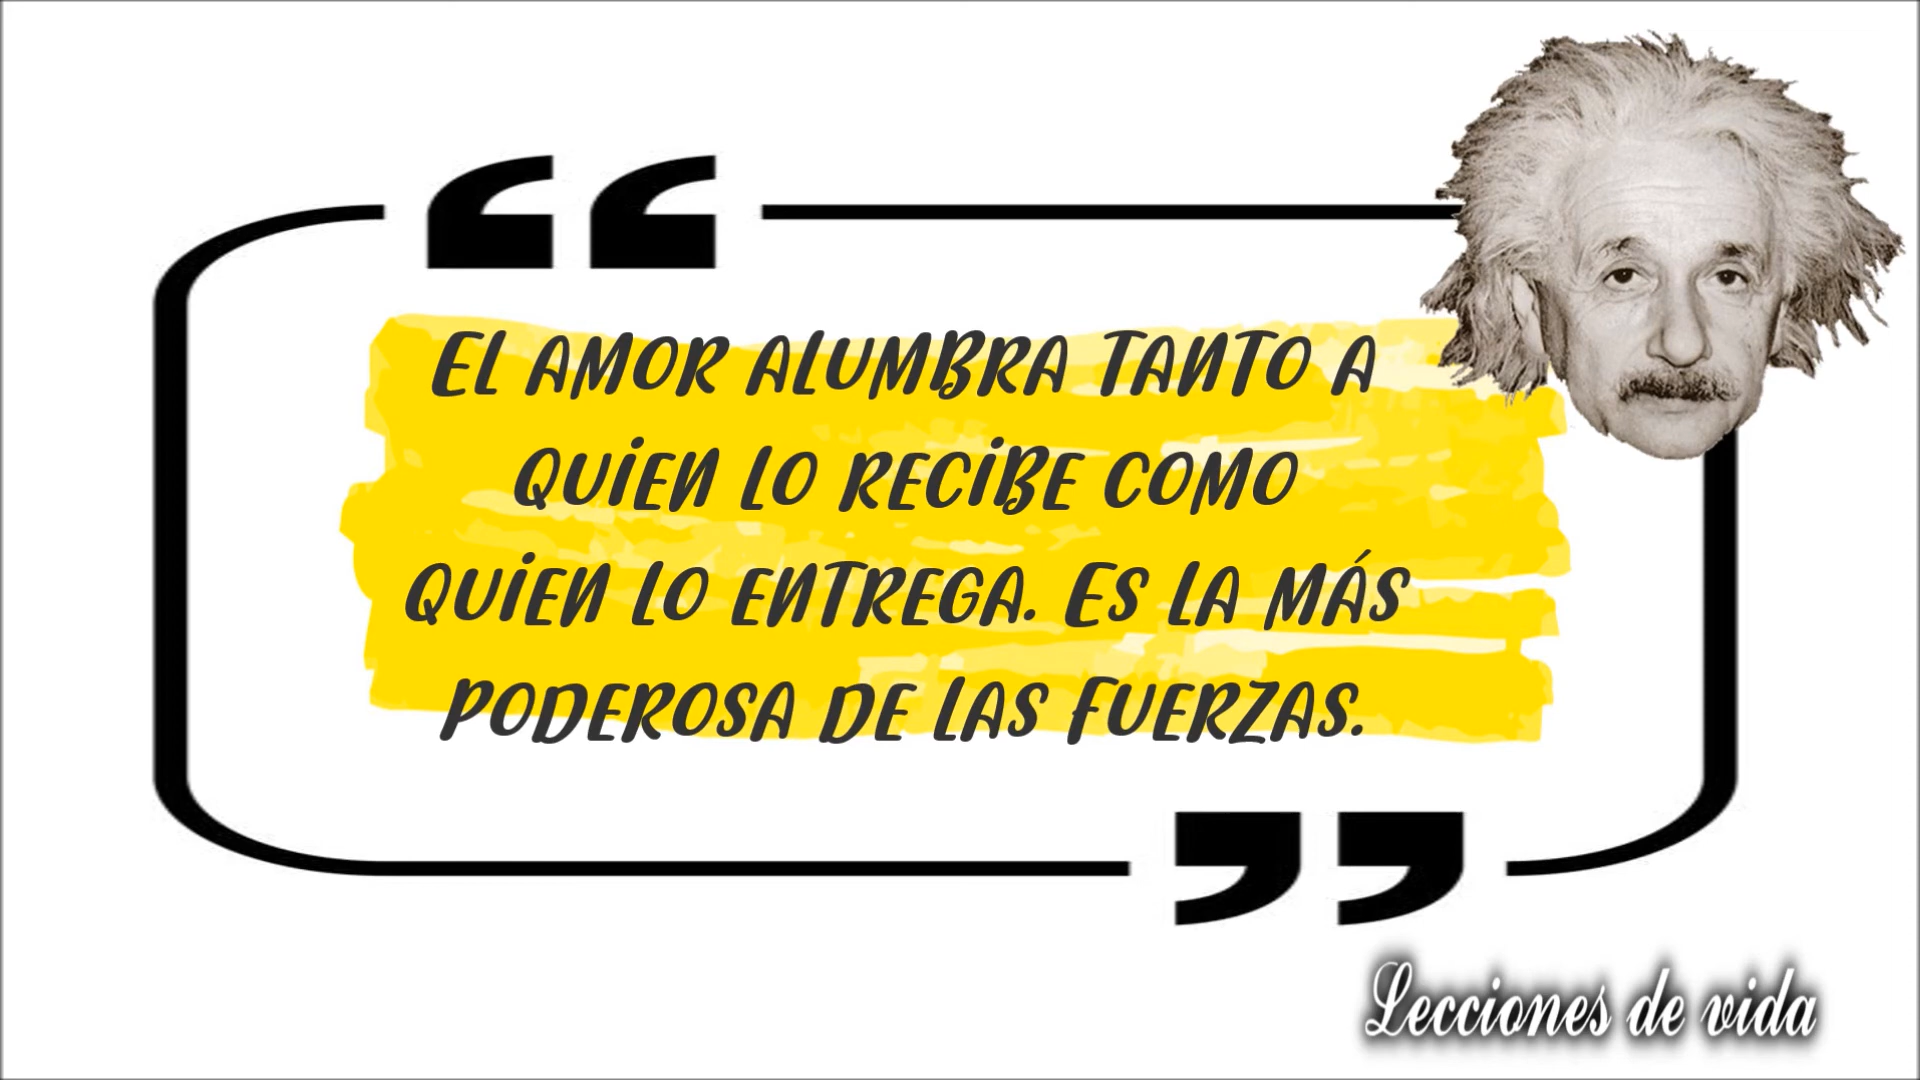 El amor alumbra tanto a
quien lo recibe como
quien lo entrega. Es la más
poderosa de las fuerzas.
Lecciones de vida